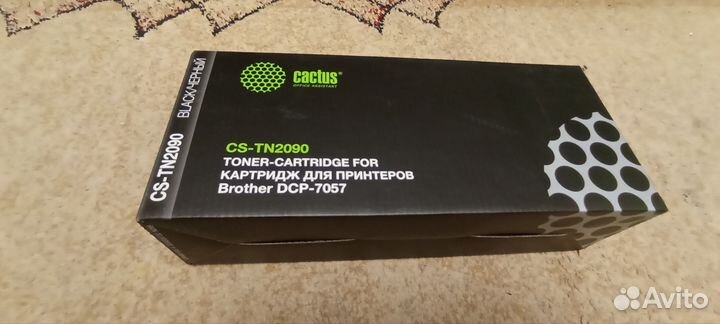 cactus®
OFFICE ASSISTANT
CS-TN2090
TONER-CARTRIDGE FOR
КАРТРИДЖ ДЛЯ ПРИНТЕРОВ
Brother DCP-7057
CS-TN2090 BLACK/ЧЕРНЫЙ
Avito